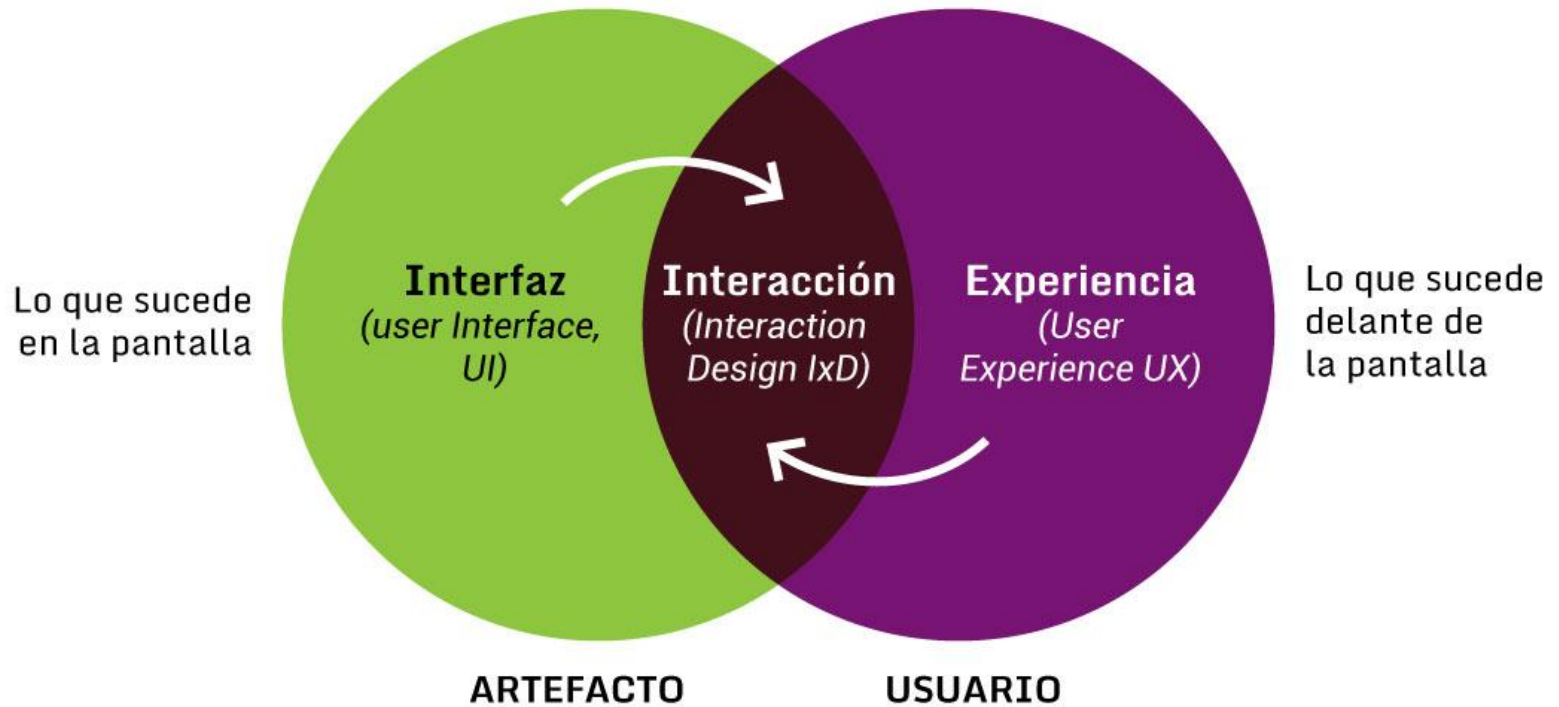 Lo que sucede
en la pantalla
Interfaz
(user Interface,
UI)
Interacción
(Interaction
Design IxD)
Experiencia
(User
Experience UX)
Lo que sucede
delante de
la pantalla
ARTEFACTO
USUARIO